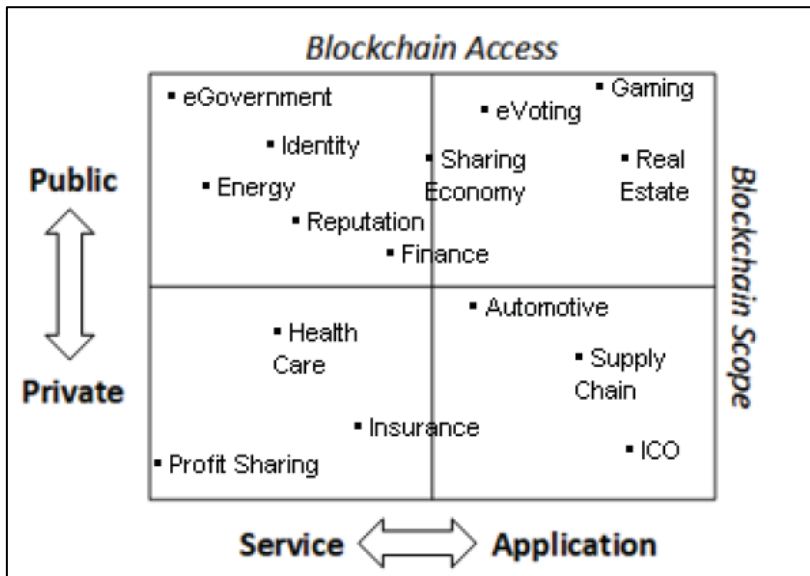 Blockchain Access
eGovernment
Gaming
eVoting
Identity
Sharing
Economy
Real
Estate
Public
Energy
Reputation
Finance
Blockchain Scope
Automotive
Health
Care
Supply
Chain
Private
Insurance
ICO
Profit Sharing
Service
Application